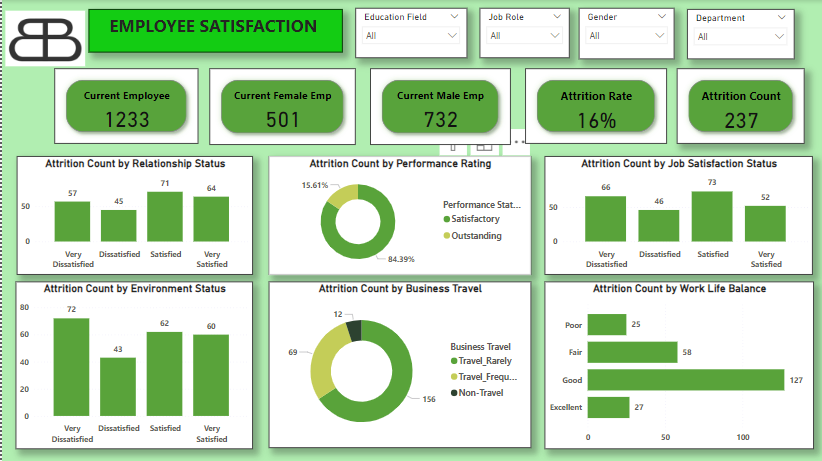 EMPLOYEE SATISFACTION
Education Field
All
Job Role
All
Gender
All
Department
All
Current Employee
1233
Current Female Emp
501
Current Male Emp
732
Attrition Rate
16%
Attrition Count
237
Attrition Count by Relationship Status
50
0
57
45
71
64
Very Dissatisfied
Dissatisfied
Satisfied
Very Satisfied
Attrition Count by Performance Rating
15.61%
84.39%
Performance Stat...
Satisfactory
Outstanding
Attrition Count by Job Satisfaction Status
50
0
66
46
73
52
Very Dissatisfied
Dissatisfied
Satisfied
Very Satisfied
Attrition Count by Environment Status
80
60
40
20
0
72
43
62
60
Very Dissatisfied
Dissatisfied
Satisfied
Very Satisfied
Attrition Count by Business Travel
12
69
156
Business Travel
Travel_Rarely
Travel_Frequ...
Non-Travel
Attrition Count by Work Life Balance
Poor
25
Fair
58
Good
127
Excellent
27
0
50
100